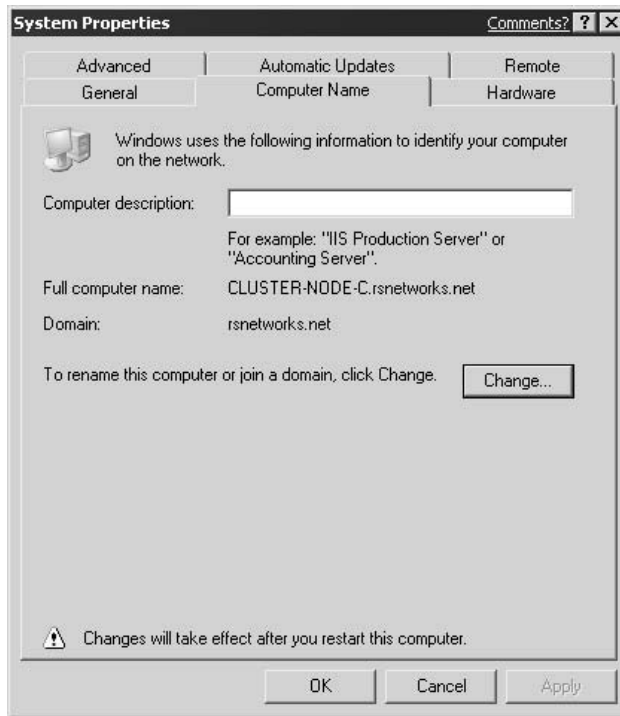 System Properties
Comments? ? X
Advanced
Automatic Updates
Remote
General
Computer Name
Hardware
Windows uses the following information to identify your computer
on the network.
Computer description:
For example: "IIS Production Server" or
"Accounting Server".
Full computer name:
CLUSTER-NODE-C.rsnetworks.net
Domain:
rsnetworks.net
To rename this computer or join a domain, click Change.
Change...
Changes will take effect after you restart this computer.
OK
Cancel
Apply